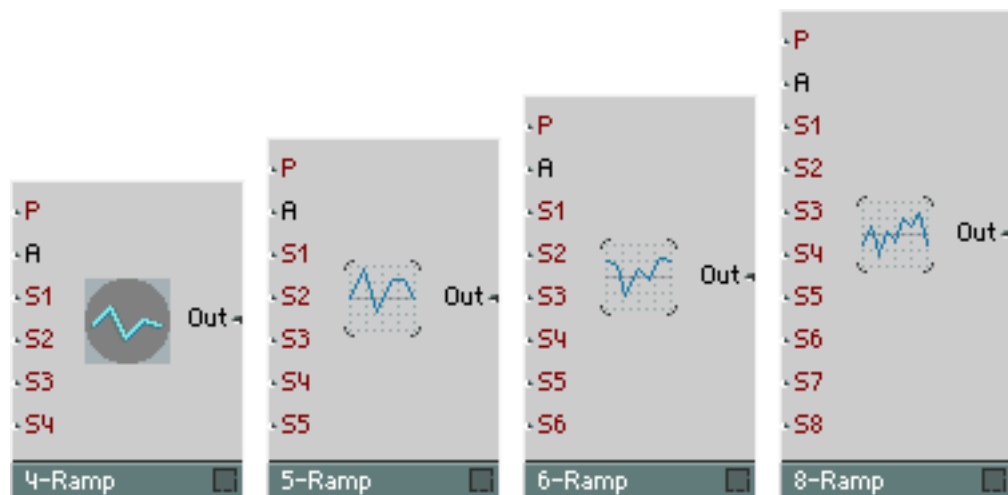 P
A
S1
S2
S3
S4
Out
4-Ramp
P
A
S1
S2
S3
S4
S5
Out
5-Ramp
P
A
S1
S2
S3
S4
S5
S6
Out
6-Ramp
P
A
S1
S2
S3
S4
S5
S6
S7
S8
Out
8-Ramp